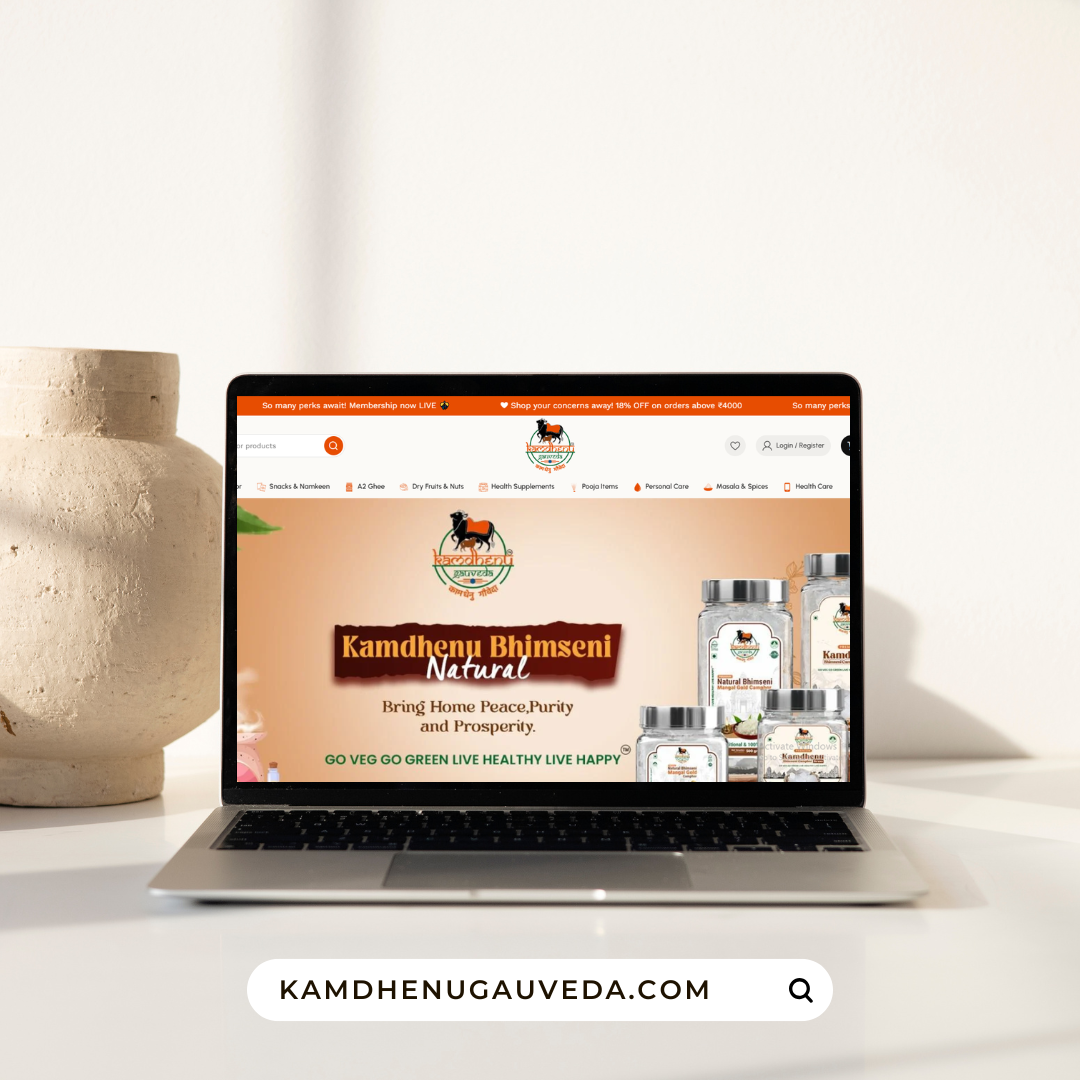 So many perks await! Membership now LIVE
Shop your concerns away! 18% OFF on orders above ₹4000
So many perks
or products
kamdhenu
gauveda
कामधेनु गौवेदा
Login / Register
Snacks & Namkeen
A2 Ghee
Dry Fruits & Nuts
Health Supplements
Pooja Items
Personal Care
Masala & Spices
Health Care
kamdhenu
gauveda
कामधेनु गौवेदा
Kamdhenu Bhimseni
Natural
Bring Home Peace,Purity
and Prosperity.
GO VEG GO GREEN LIVE HEALTHY LIVE HAPPY™
Natural Bhimseni
Mangal Gold Camphor
Kamd
Natural Bhimseni
Mangal Gold
Kamdhenu
KAMDHENUGAUVEDA.COM